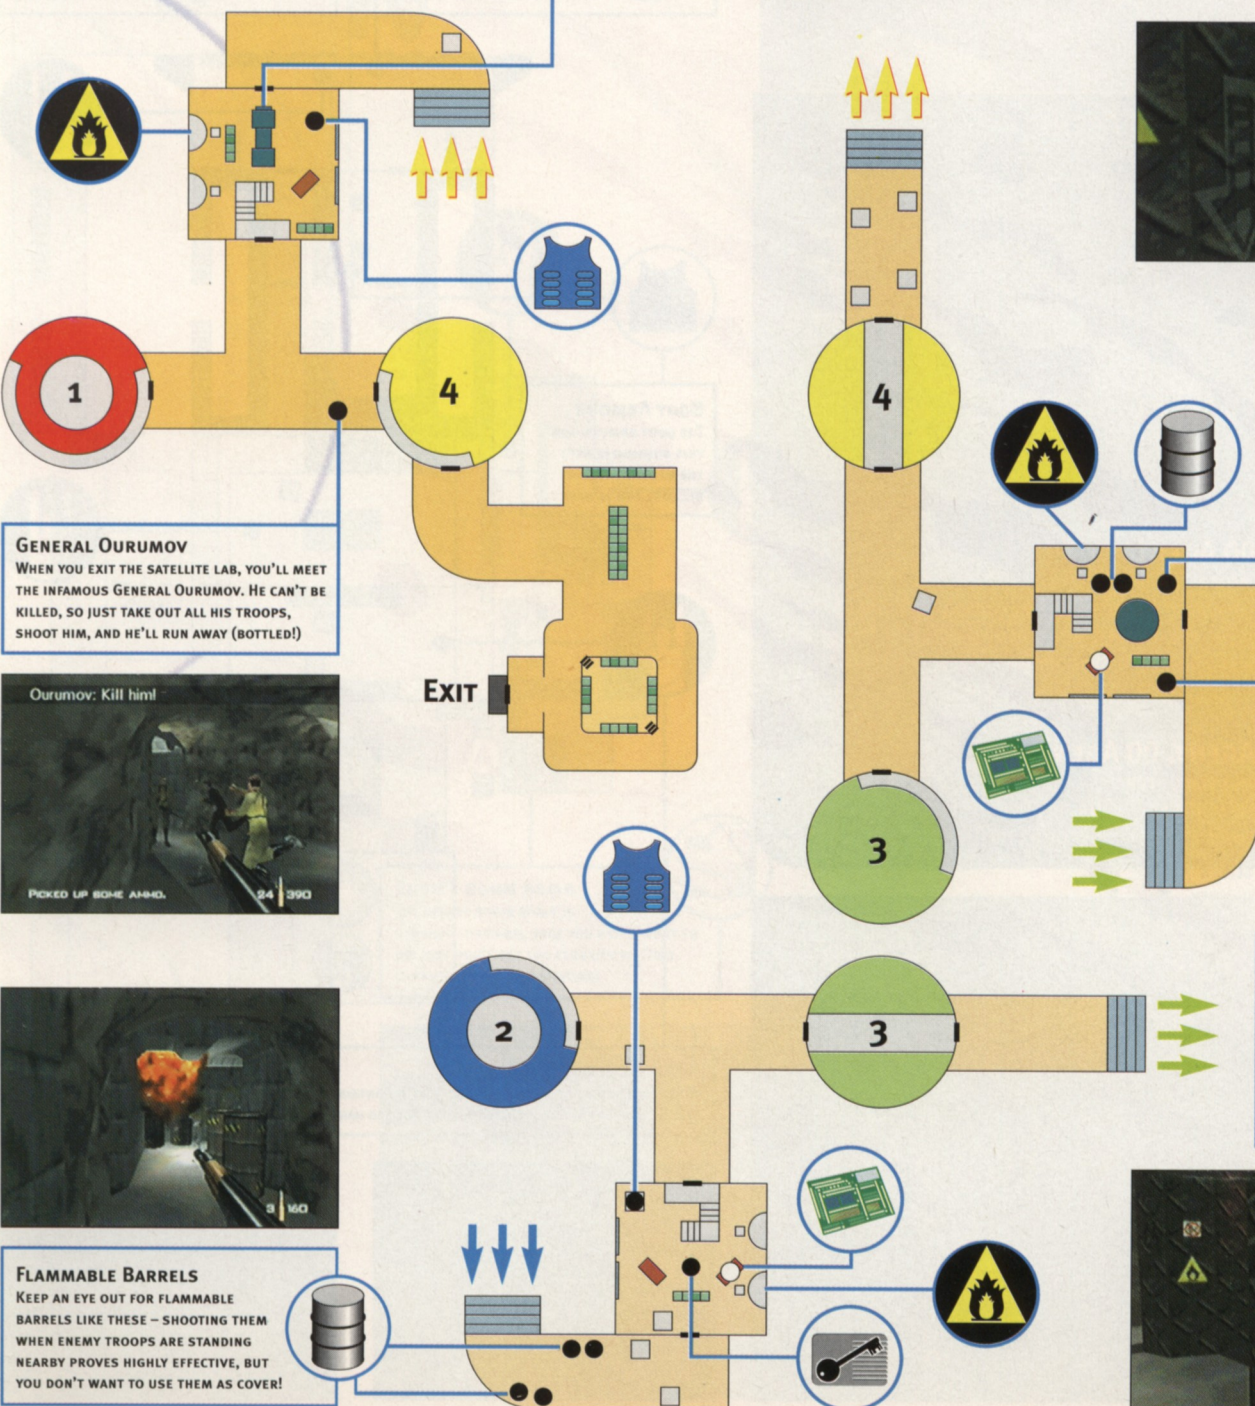 1
4
GENERAL OURUMOV
WHEN YOU EXIT THE SATELLITE LAB, YOU'LL MEET
THE INFAMOUS GENERAL OURUMOV. HE CAN'T BE
KILLED, SO JUST TAKE OUT ALL HIS TROOPS,
SHOOT HIM, AND HE'LL RUN AWAY (BOTTLED!)
Ourumov: Kill him!
PICKED UP SOME AMMO.
24 390
EXIT
4
3
2
3
3 160
FLAMMABLE BARRELS
KEEP AN EYE OUT FOR FLAMMABLE
BARRELS LIKE THESE – SHOOTING THEM
WHEN ENEMY TROOPS ARE STANDING
NEARBY PROVES HIGHLY EFFECTIVE, BUT
YOU DON'T WANT TO USE THEM AS COVER!